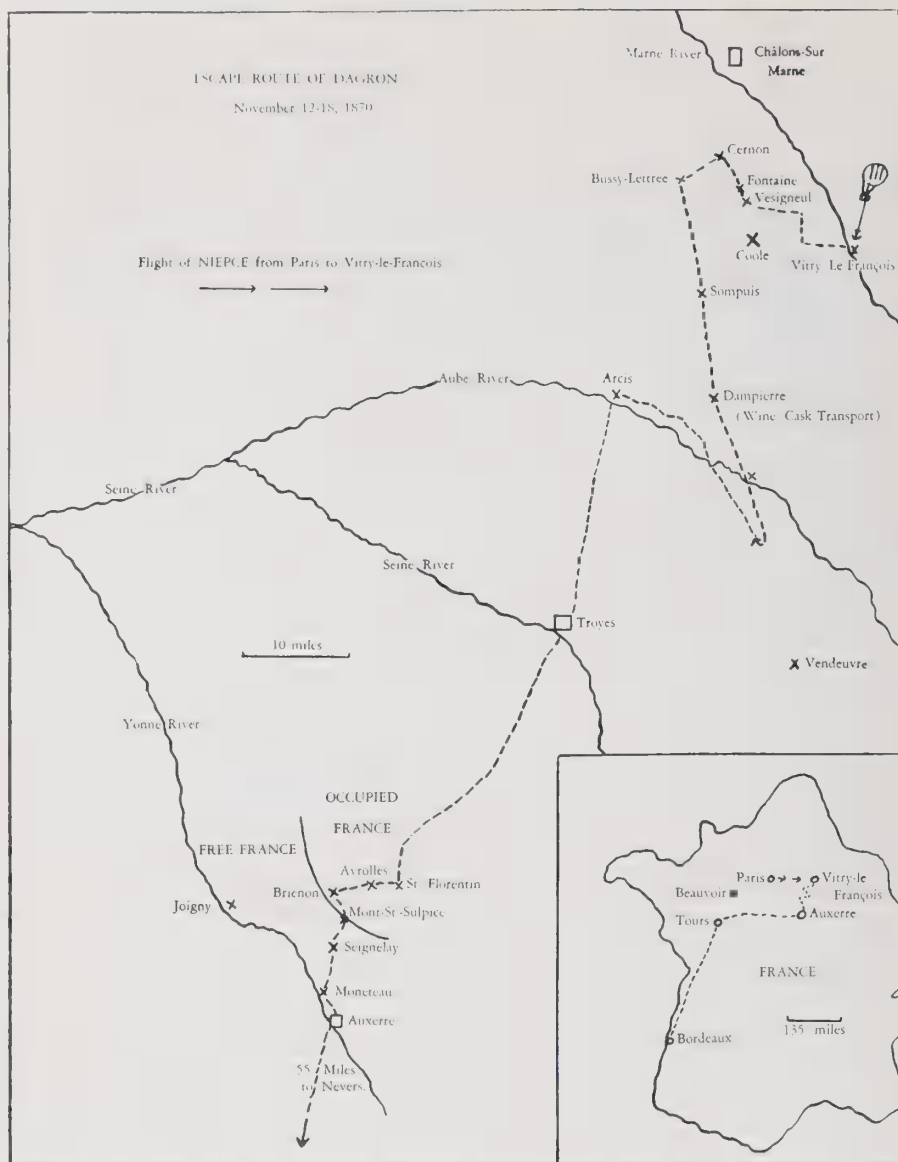 ESCAPE ROUTE OF DAGRON
November 12-18, 1870
Marne River
Châlons-Sur
Marne
Cernon
Bussy-Lettrée
Fontaine
Vesigneul
Coole
Vitry Le François
Flight of NIEPCE from Paris to Vitry-le-Francois
Sompuis
Aube River
Arcis
Dampierre
(Wine Cask Transport)
Seine River
Seine River
Troyes
10 miles
Vendeuvre
Yonne River
OCCUPIED
FRANCE
FREE FRANCE
Avrolles
Brienon
St Florentin
Joigny
Mont-St-Sulpice
Seignelay
Moneteau
Auxerre
55 Miles
to Nevers.
Paris
Vitry-le
François
Beauvoir
Auxerre
Tours
FRANCE
135 miles
Bordeaux